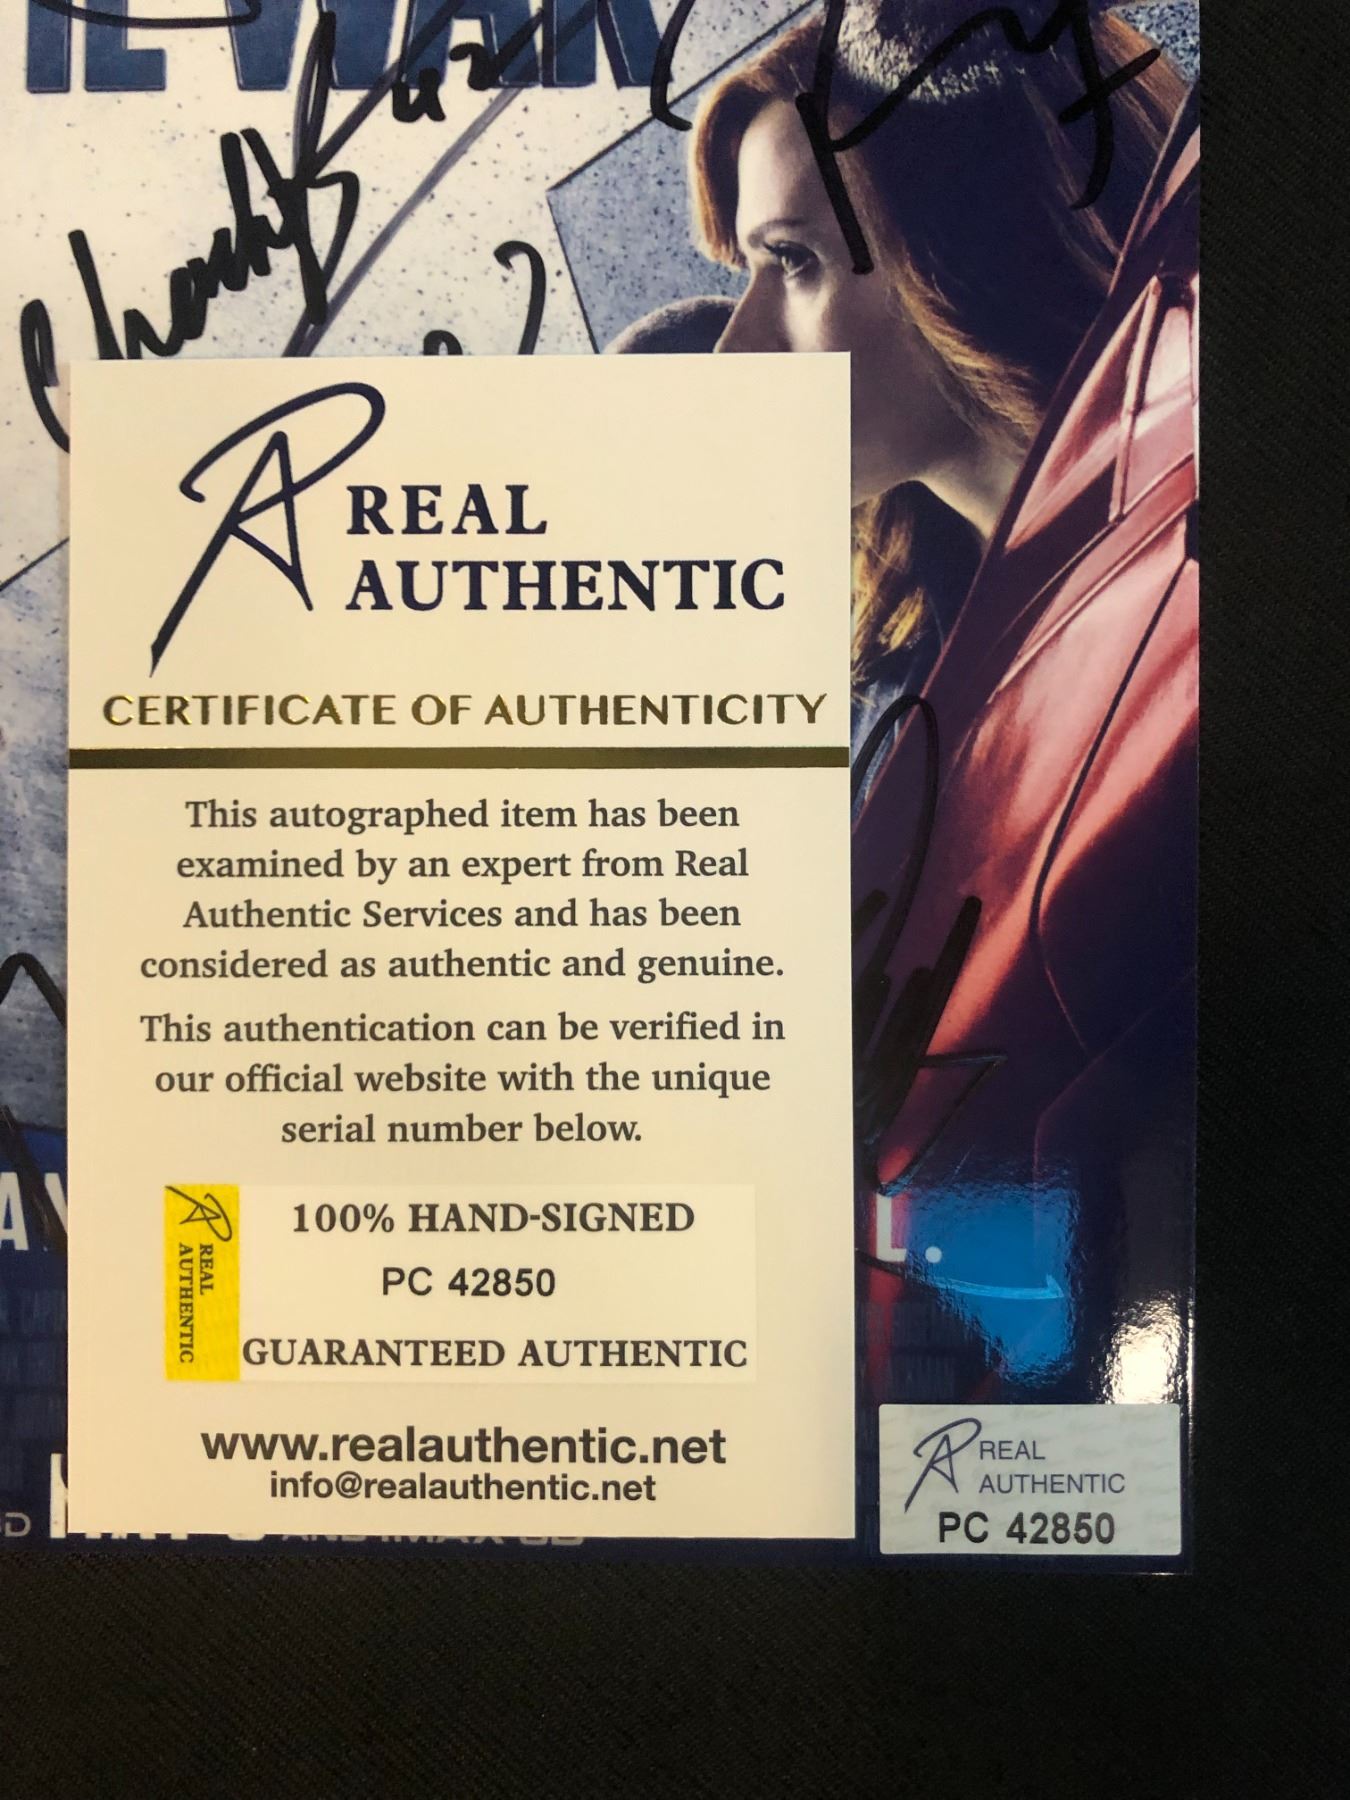 IL WAR
REAL
AUTHENTIC
CERTIFICATE OF AUTHENTICITY
This autographed item has been
examined by an expert from Real
Authentic Services and has been
considered as authentic and genuine.
This authentication can be verified in
our official website with the unique
serial number below.
REAL
AUTHENTIC
100% HAND-SIGNED
PC 42850
GUARANTEED AUTHENTIC
www.realauthentic.net
info@realauthentic.net
REAL
AUTHENTIC
PC 42850